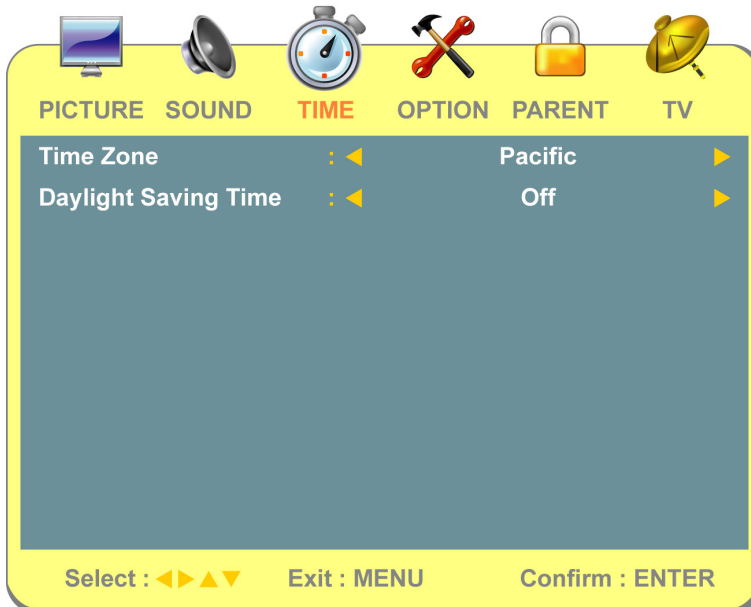 PICTURE SOUND TIME OPTION PARENT TV
Time Zone : Pacific
Daylight Saving Time : Off
Select : Exit : MENU Confirm : ENTER